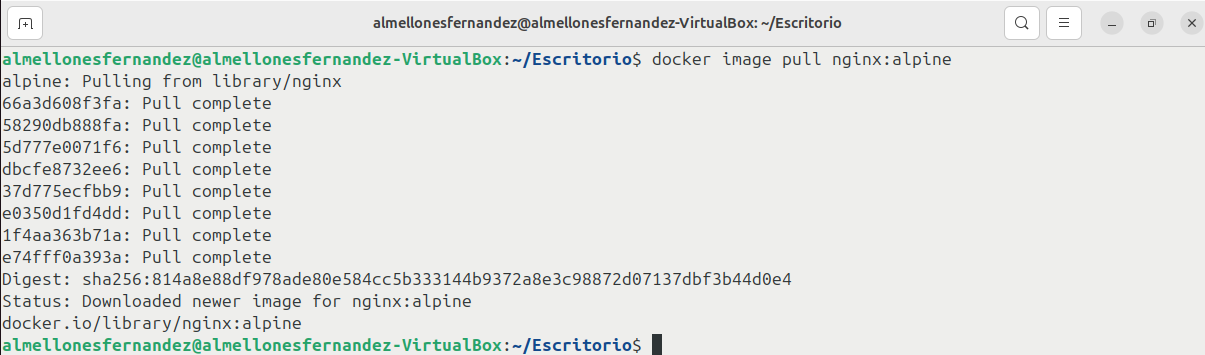 almellonesfernandez@almellonesfernandez-VirtualBox: ~/Escritorio
almellonesfernandez@almellonesfernandez-VirtualBox:~/Escritorio$ docker image pull nginx:alpine
alpine: Pulling from library/nginx
66a3d608f3fa: Pull complete
58290db888fa: Pull complete
5d777e0071f6: Pull complete
dbcfe8732ee6: Pull complete
37d775ecfbb9: Pull complete
e0350d1fd4dd: Pull complete
1f4aa363b71a: Pull complete
e74fff0a393a: Pull complete
Digest: sha256:814a8e88df978ade80e584cc5b333144b9372a8e3c98872d07137dbf3b44d0e4
Status: Downloaded newer image for nginx:alpine
docker.io/library/nginx:alpine
almellonesfernandez@almellonesfernandez-VirtualBox:~/Escritorio$